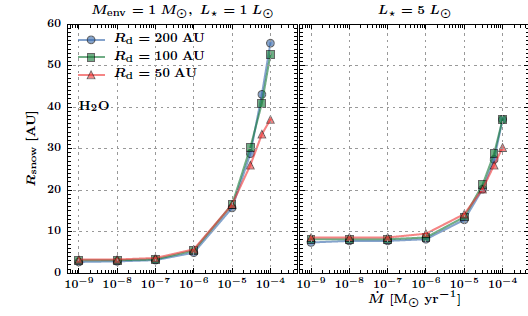 M_env = 1 M_⊙, L_⋆ = 1 L_⊙
L_⋆ = 5 L_⊙
60
50
40
30
20
10
0
R_snow [AU]
R_d = 200 AU
R_d = 100 AU
R_d = 50 AU
H2O
10^−9 10^−8 10^−7 10^−6 10^−5 10^−4
10^−9 10^−8 10^−7 10^−6 10^−5 10^−4
Ṁ [M_⊙ yr^−1]